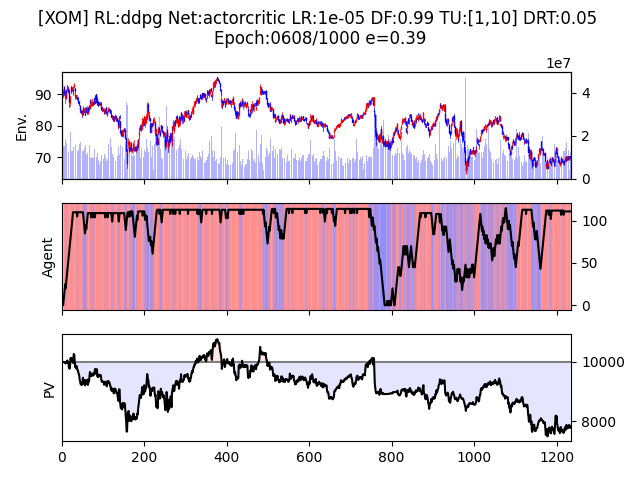 [XOM] RL:ddpg Net:actorcritic LR:1e-05 DF:0.99 TU:[1,10] DRT:0.05
Epoch:0608/1000 e=0.39
1e7
Env.
90
80
70
4
2
0
Agent
100
50
0
PV
10000
8000
0 200 400 600 800 1000 1200